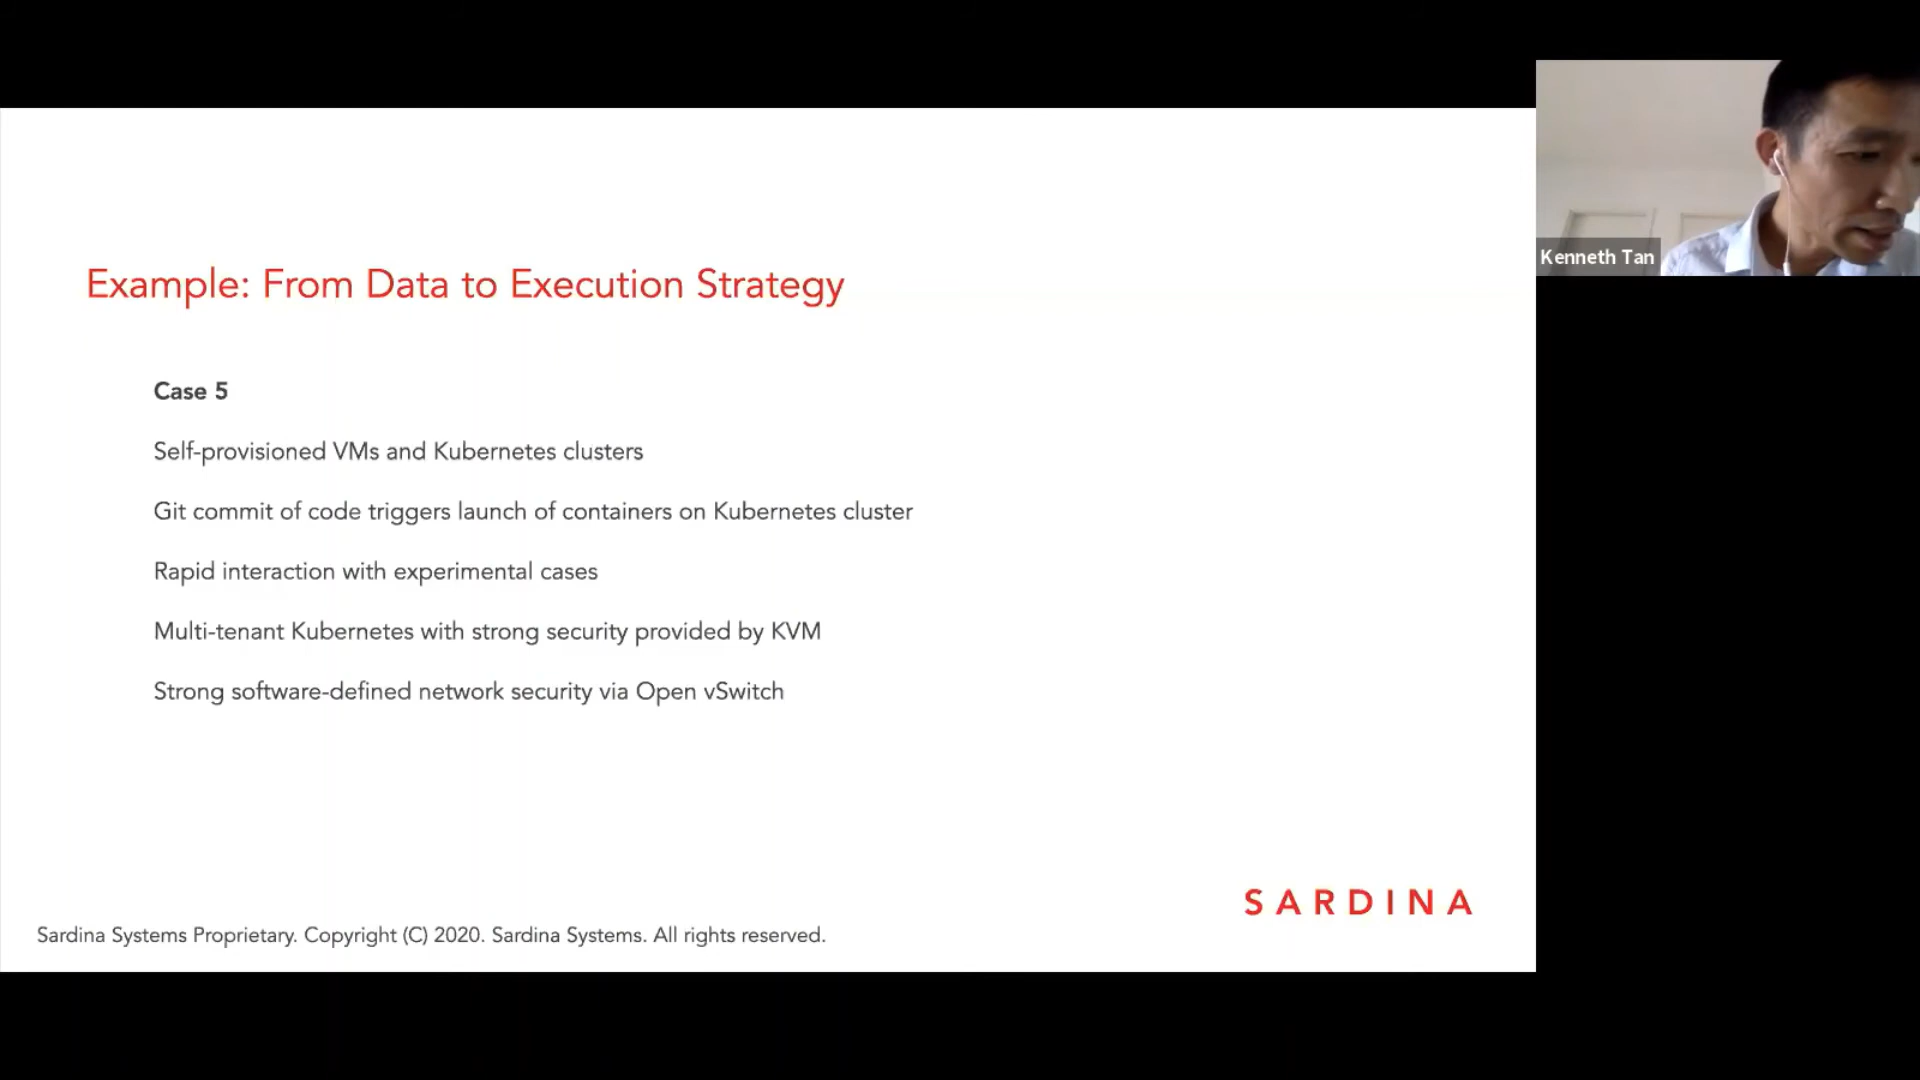 Kenneth Tan
Example: From Data to Execution Strategy
Case 5
Self-provisioned VMs and Kubernetes clusters
Git commit of code triggers launch of containers on Kubernetes cluster
Rapid interaction with experimental cases
Multi-tenant Kubernetes with strong security provided by KVM
Strong software-defined network security via Open vSwitch
SARDINA
Sardina Systems Proprietary. Copyright (C) 2020. Sardina Systems. All rights reserved.